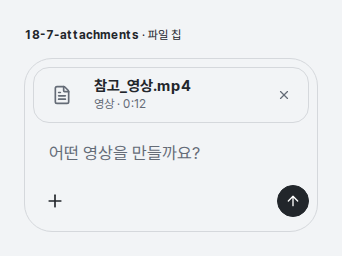 18-7-attachments · 파일 칩
참고_영상.mp4
영상 · 0:12
어떤 영상을 만들까요?